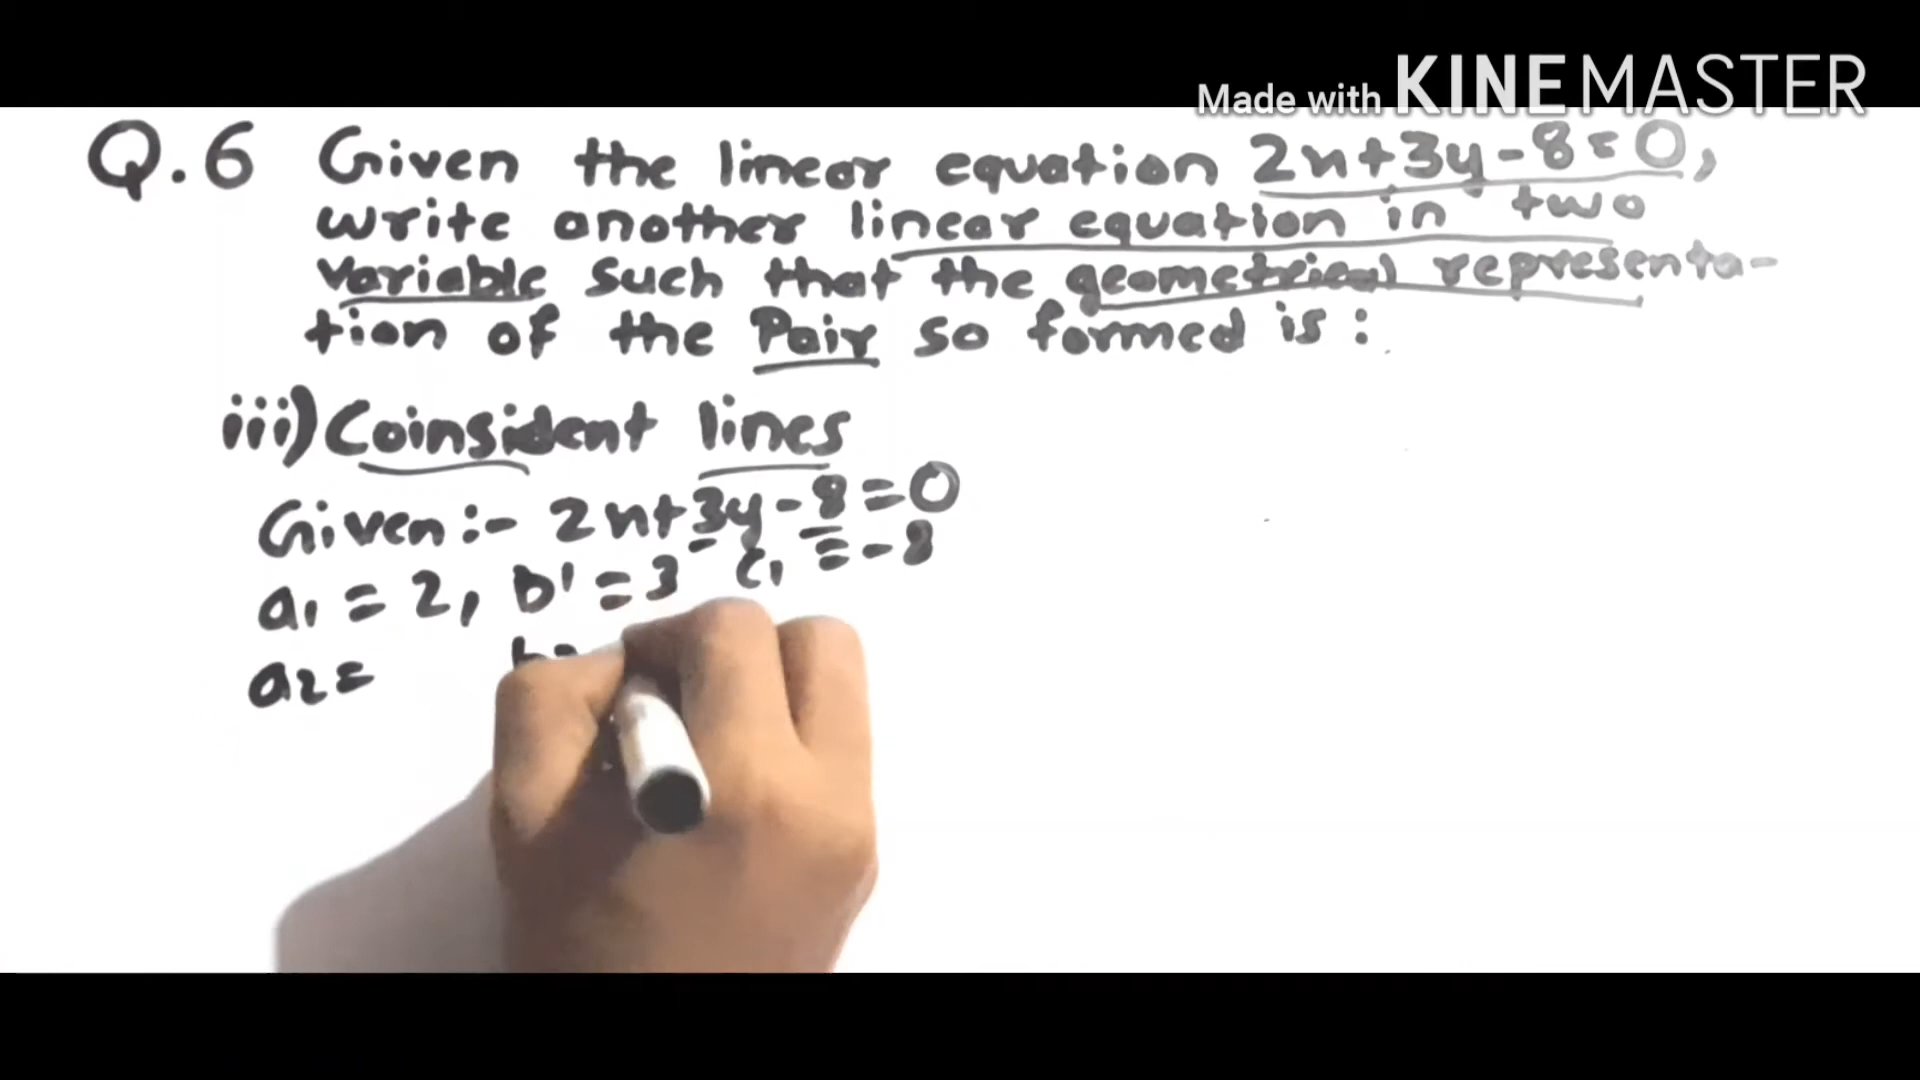 Made with KINEMASTER
Q.6 Given the linear equation 2x+3y-8=0,
write another linear equation in two
variable such that the geometrical representa-
tion of the Pair so formed is:
iii) Coinsident lines
Given:- 2x+3y-8=0
a1 = 2, b1 = 3 c1 = -8
a2=